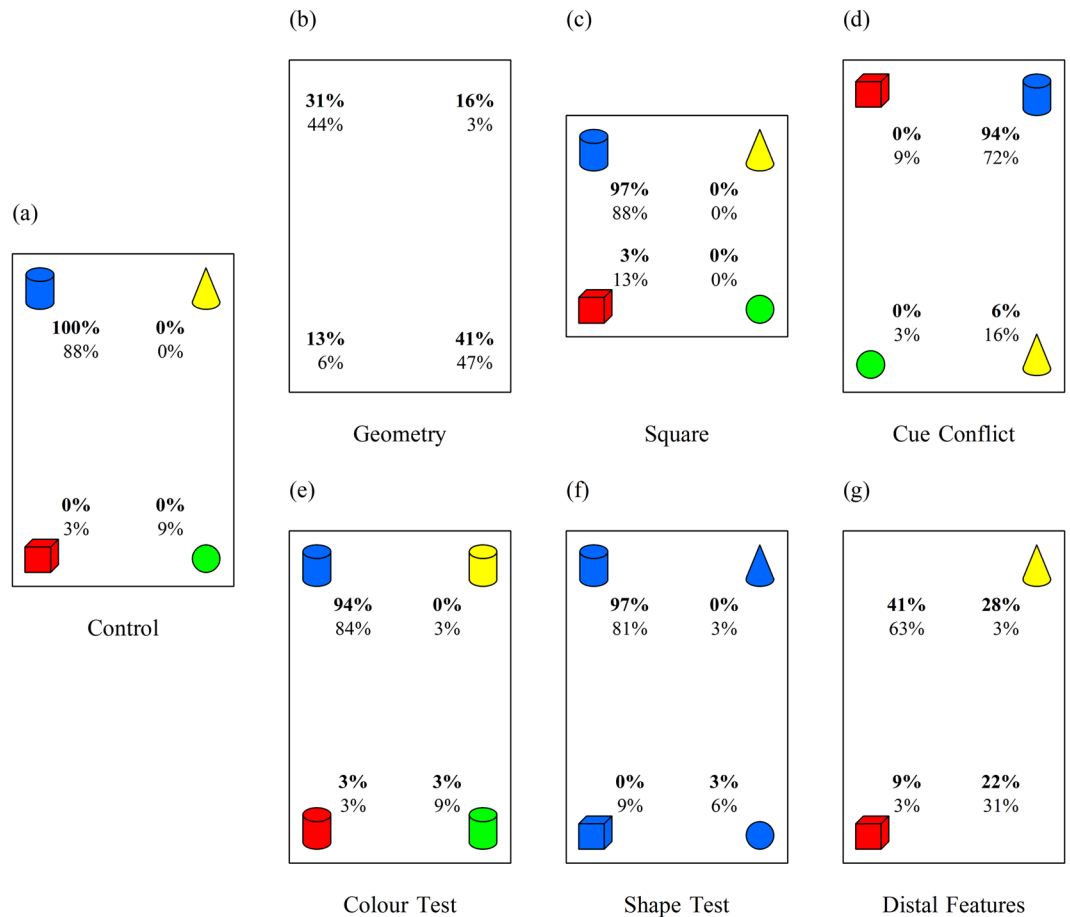 (a)
100% 0%
88% 0%
0% 0%
3% 9%
Control
(b)
31% 16%
44% 3%
13% 41%
6% 47%
Geometry
(c)
97% 0%
88% 0%
3% 0%
13% 0%
Square
(d)
0% 94%
9% 72%
0% 6%
3% 16%
Cue Conflict
(e)
94% 0%
84% 3%
3% 3%
3% 9%
Colour Test
(f)
97% 0%
81% 3%
0% 3%
9% 6%
Shape Test
(g)
41% 28%
63% 3%
9% 22%
3% 31%
Distal Features